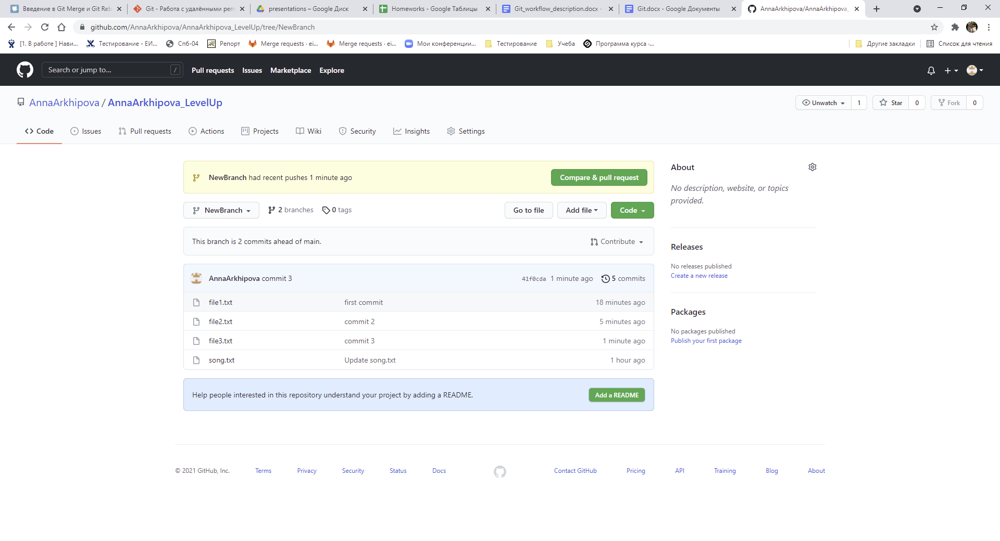 Введение в Git Merge и Git Reb
Git - Работа с удалёнными реп
presentations – Google Диск
Homeworks - Google Таблицы
Git_workflow_description.docx -
Git.docx - Google Документы
AnnaArkhipova/AnnaArkhipova_
github.com/AnnaArkhipova/AnnaArkhipova_LevelUp/tree/NewBranch
[1. В работе ] Нави...
Тестирование - ЕИ...
Спб-04
Репорт
Merge requests · ei...
Merge requests · ei...
Мои конференции...
Тестирование
Учеба
Программа курса -...
Другие закладки
Список для чтения
Search or jump to...
/
Pull requests
Issues
Marketplace
Explore
AnnaArkhipova / AnnaArkhipova_LevelUp
Unwatch
1
Star
0
Fork
0
Code
Issues
Pull requests
Actions
Projects
Wiki
Security
Insights
Settings
NewBranch had recent pushes 1 minute ago
Compare & pull request
NewBranch
2 branches
0 tags
Go to file
Add file
Code
This branch is 2 commits ahead of main.
Contribute
AnnaArkhipova commit 3
41f0cda 1 minute ago
5 commits
file1.txt
first commit
18 minutes ago
file2.txt
commit 2
5 minutes ago
file3.txt
commit 3
1 minute ago
song.txt
Update song.txt
1 hour ago
Help people interested in this repository understand your project by adding a README.
Add a README
About
No description, website, or topics
provided.
Releases
No releases published
Create a new release
Packages
No packages published
Publish your first package
© 2021 GitHub, Inc.
Terms
Privacy
Security
Status
Docs
Contact GitHub
Pricing
API
Training
Blog
About